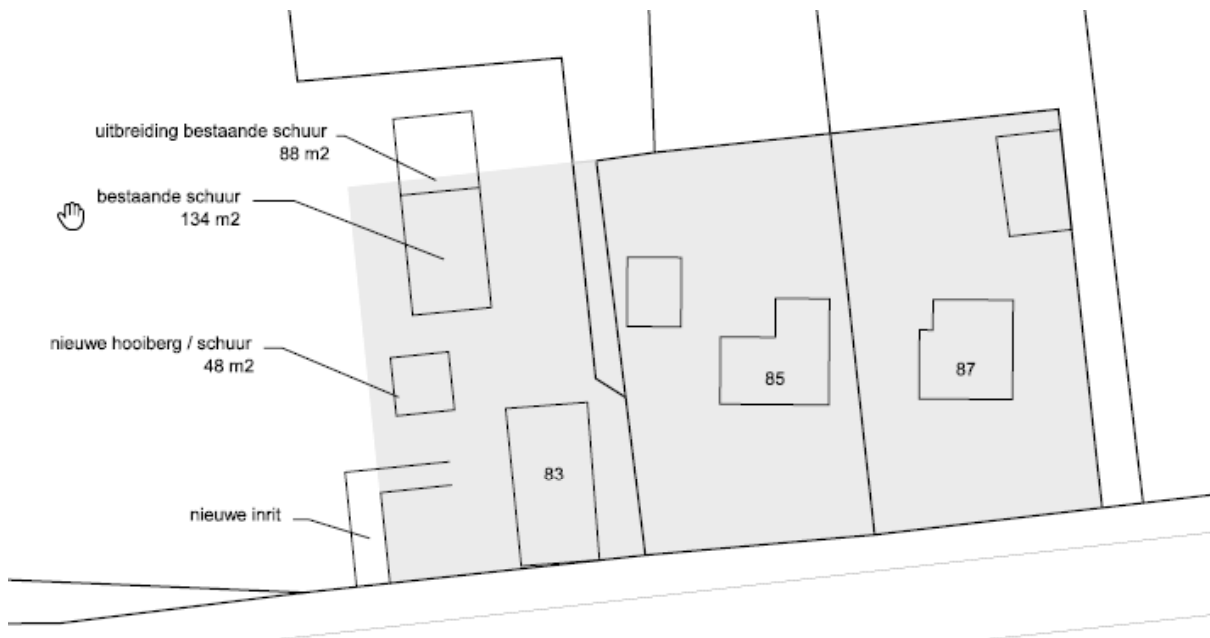 uitbreiding bestaande schuur
88 m2
bestaande schuur
134 m2
nieuwe hooiberg / schuur
48 m2
85
87
83
nieuwe inrit